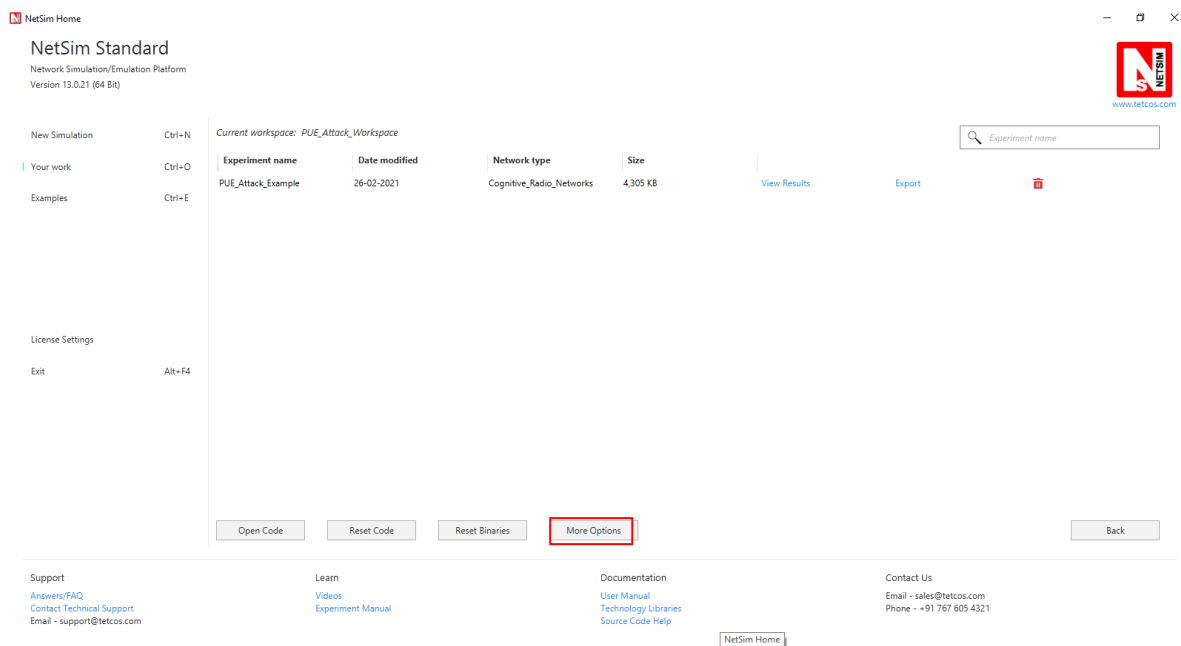 NetSim Home
NetSim Standard
Network Simulation/Emulation Platform
Version 13.0.21 (64 Bit)
N
S
NETSIM
www.tetcos.com
New Simulation Ctrl+N
Your work Ctrl+O
Examples Ctrl+E
License Settings
Exit Alt+F4
Current workspace: PUE_Attack_Workspace
Experiment name
Experiment name Date modified Network type Size
PUE_Attack_Example 26-02-2021 Cognitive_Radio_Networks 4,305 KB View Results Export
Open Code Reset Code Reset Binaries More Options Back
Support
Answers/FAQ
Contact Technical Support
Email - support@tetcos.com
Learn
Videos
Experiment Manual
Documentation
User Manual
Technology Libraries
Source Code Help
Contact Us
Email - sales@tetcos.com
Phone - +91 767 605 4321
NetSim Home